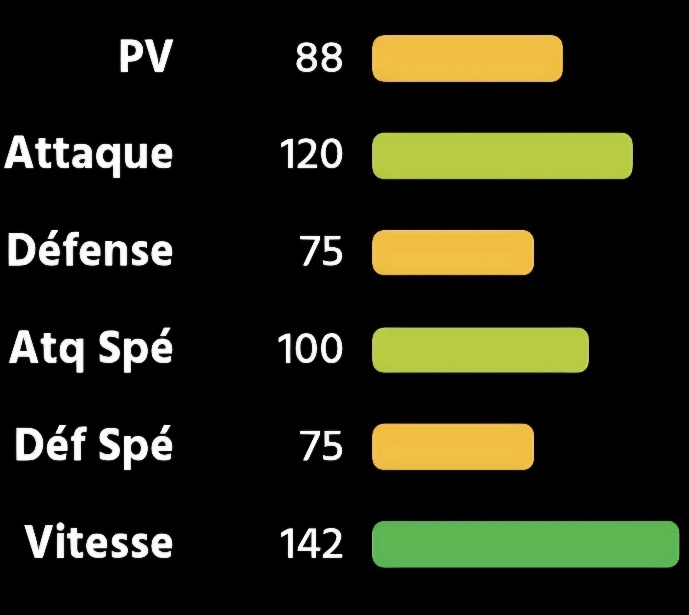 PV 88
Attaque 120
Défense 75
Atq Spé 100
Déf Spé 75
Vitesse 142